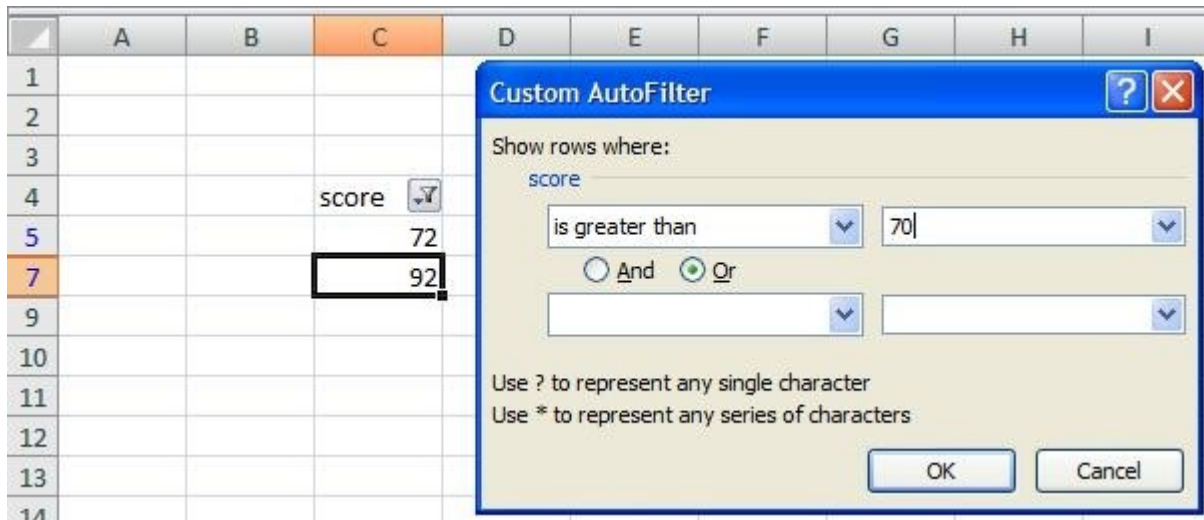 A B C D E F G H I
1
Custom AutoFilter ?
2
3 Show rows where:
score
4 score
is greater than 70
5 72
And Or
7 92
9
10
Use ? to represent any single character
11
Use * to represent any series of characters
12
OK Cancel
13
14